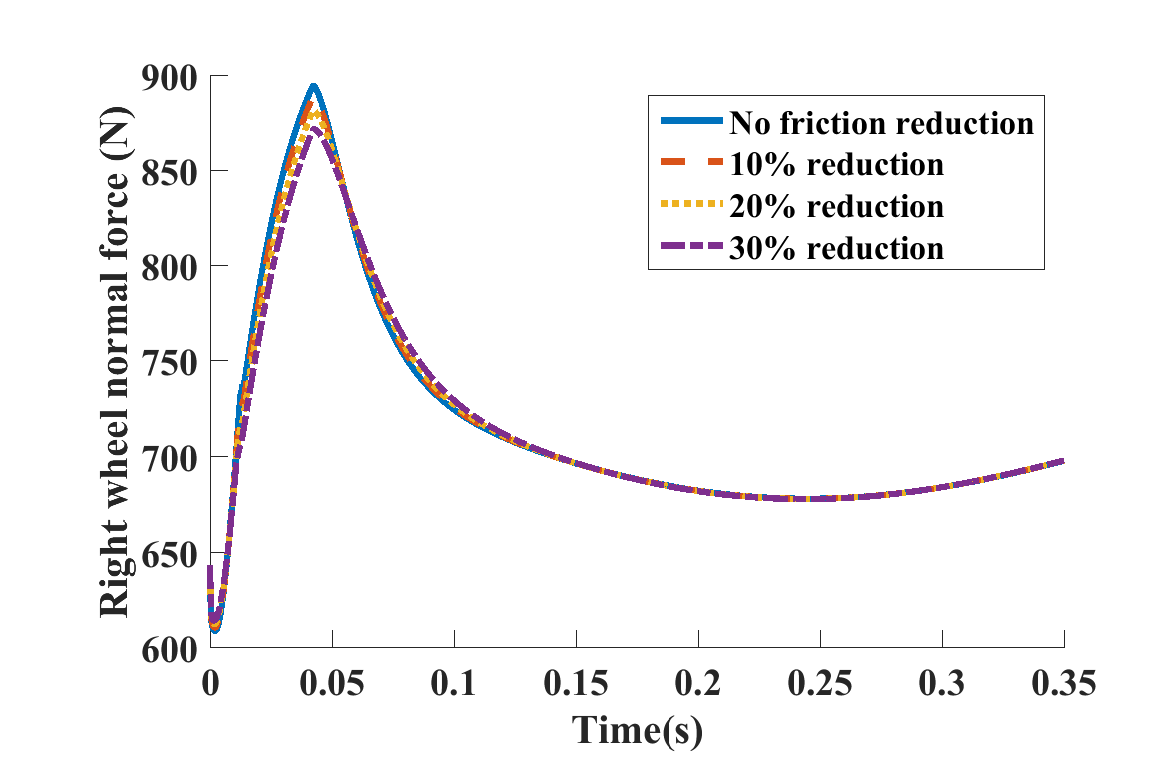 Right wheel normal force (N)
900
850
800
750
700
650
600
0
0.05
0.1
0.15
0.2
0.25
0.3
0.35
Time(s)
No friction reduction
10% reduction
20% reduction
30% reduction